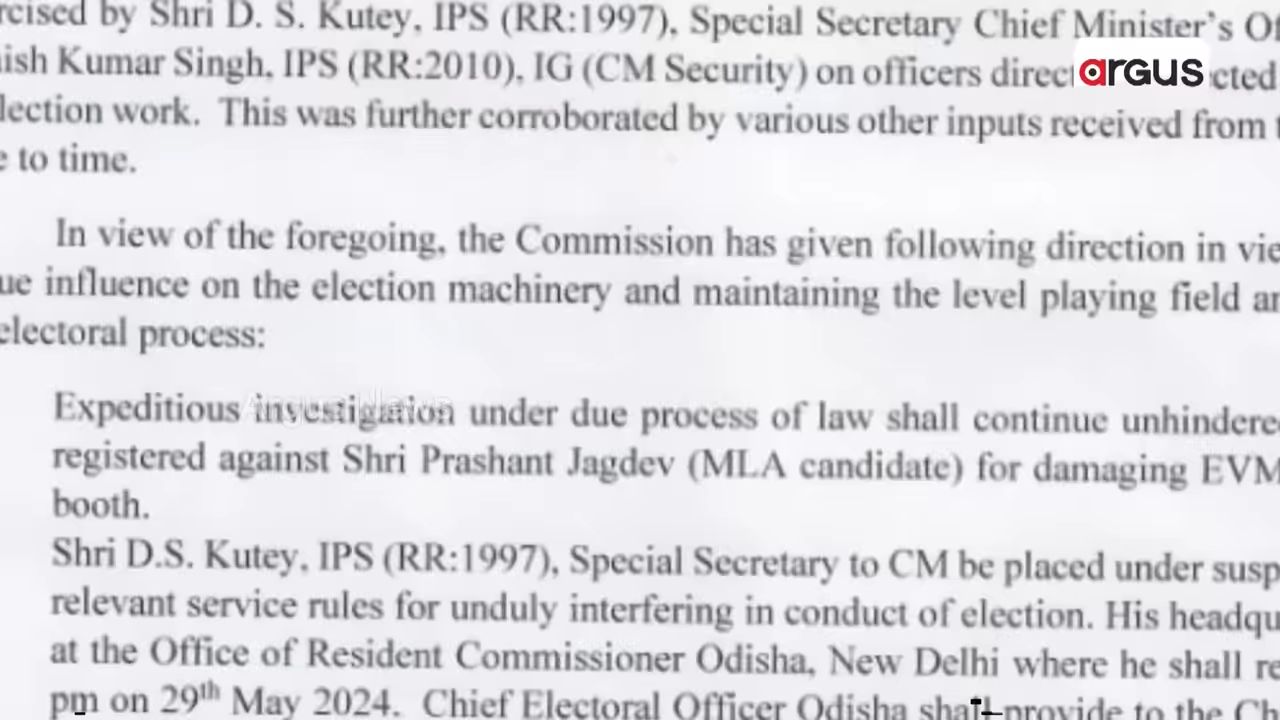 rcised by Shri D. S. Kutey, IPS (RR:1997), Special Secretary Chief Minister's Of
ish Kumar Singh, IPS (RR:2010), IG (CM Security) on officers direc cted
argus
lection work. This was further corroborated by various other inputs received from t
e to time.
In view of the foregoing, the Commission has given following direction in vie
ue influence on the election machinery and maintaining the level playing field an
electoral process:
Expeditious investigation under due process of law shall continue unhindere
Argus News
registered against Shri Prashant Jagdev (MLA candidate) for damaging EVM
booth.
Shri D.S. Kutey, IPS (RR:1997), Special Secretary to CM be placed under susp
relevant service rules for unduly interfering in conduct of election. His headqu
at the Office of Resident Commissioner Odisha, New Delhi where he shall re
pm on 29th May 2024. Chief Electoral Officer Odisha shall provide to the Ch